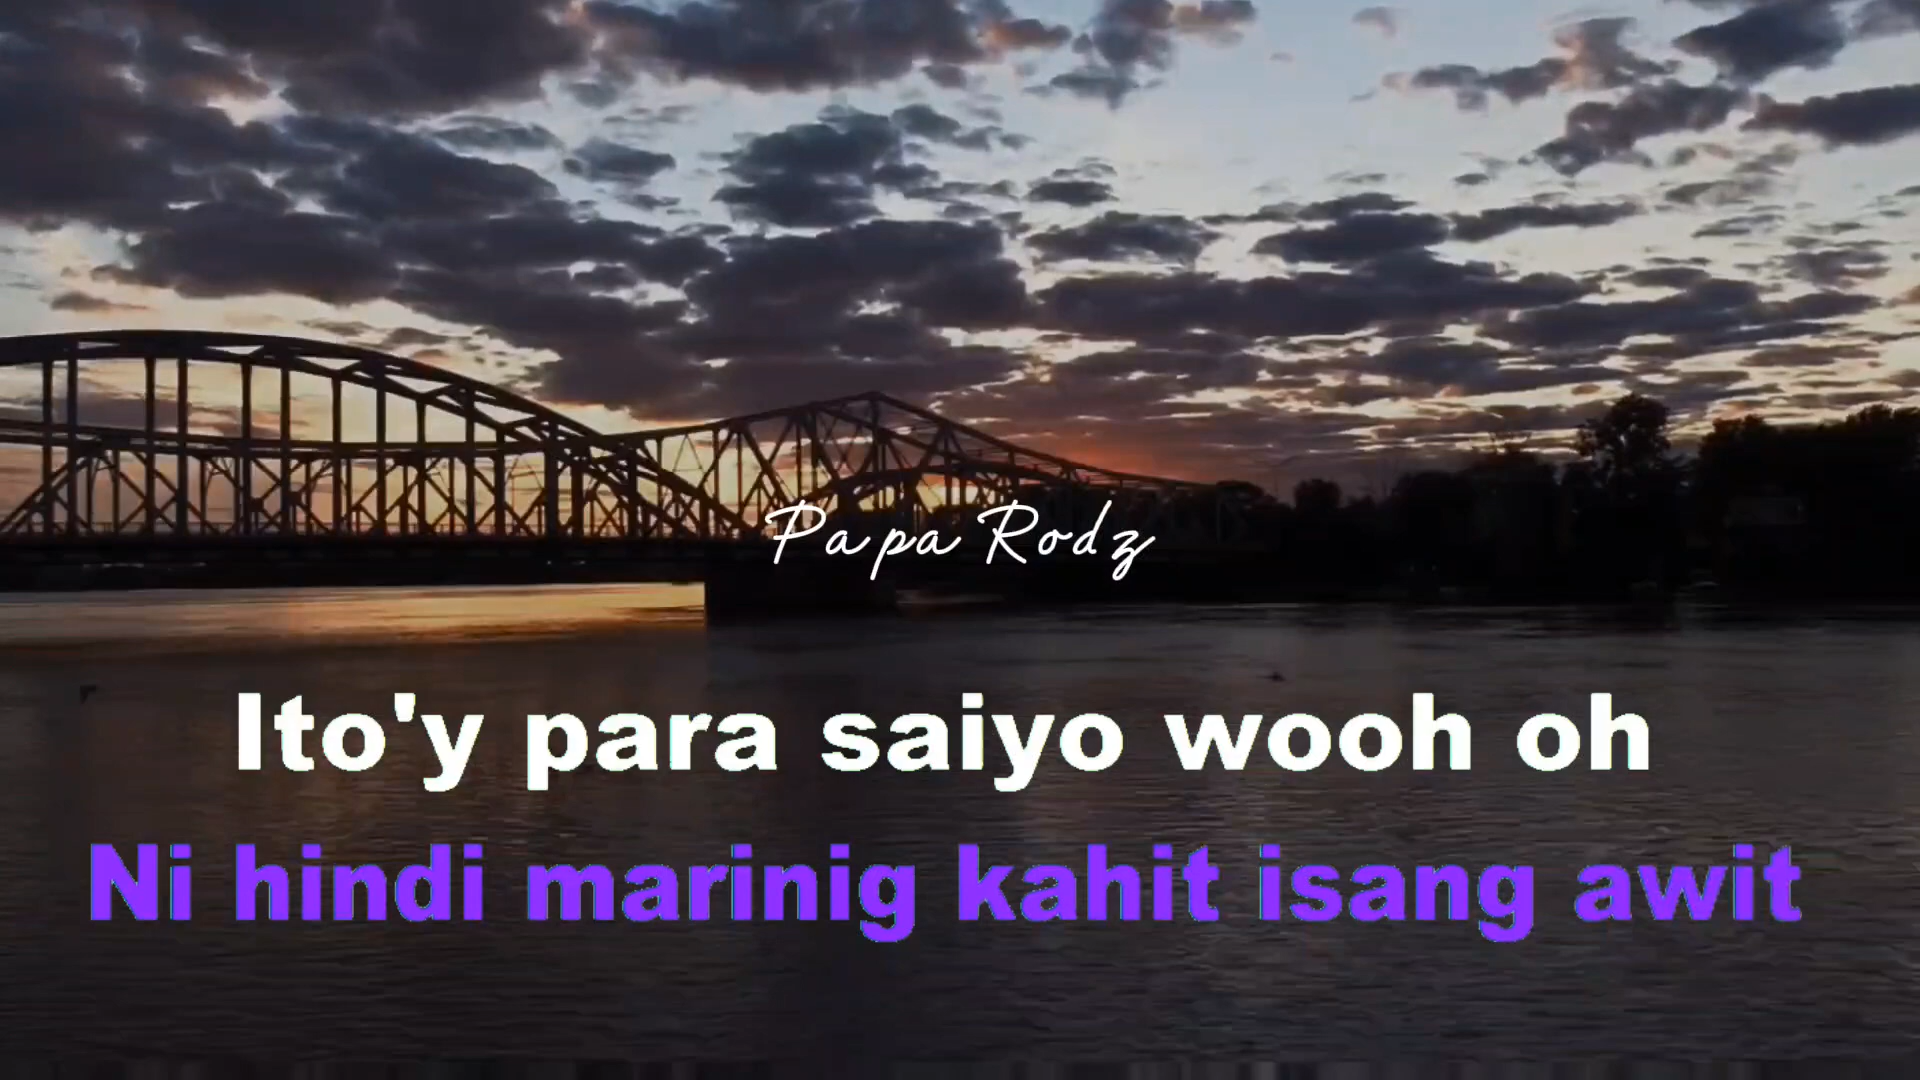 Papa Rodz
Ito'y para saiyo wooh oh
Ni hindi marinig kahit isang awit